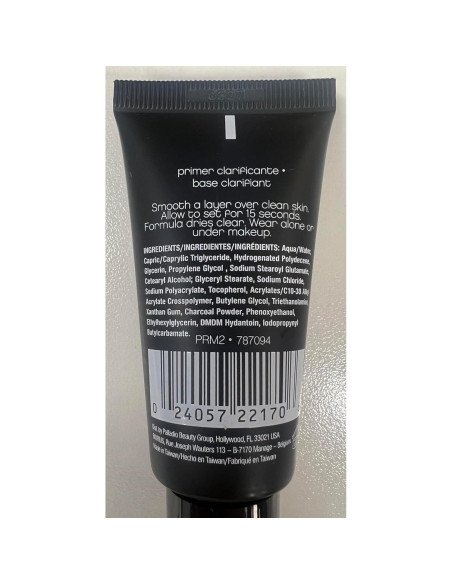 primer clarificante •
base clarifiant
Smooth a layer over clean skin.
Allow to set for 15 seconds.
Formula dries clear. Wear alone or
under makeup.
INGREDIENTS/INGREDIENTES/INGRÉDIENTS: Aqua/Water,
Capric/Caprylic Triglyceride, Hydrogenated Polydecene,
Glycerin, Propylene Glycol , Sodium Stearoyl Glutamate,
Cetearyl Alcohol; Glyceryl Stearate, Sodium Chloride,
Sodium Polyacrylate, Tocopherol, Acrylates/C10-30 Alkyl
Acrylate Crosspolymer, Butylene Glycol, Triethanolamine,
Xanthan Gum, Charcoal Powder, Phenoxyethanol,
Ethylhexylglycerin, DMDM Hydantoin, Iodopropynyl
Butylcarbamate.
PRM2 • 787094
0 24057 22170
Dist. by Palladio Beauty Group, Hollywood, FL 33021 USA
Rue Joseph Wauters 113 – B-7170 Manage – Belgium
Made in Taiwan/Hecho en Taiwán/Fabriqué en Taiwan